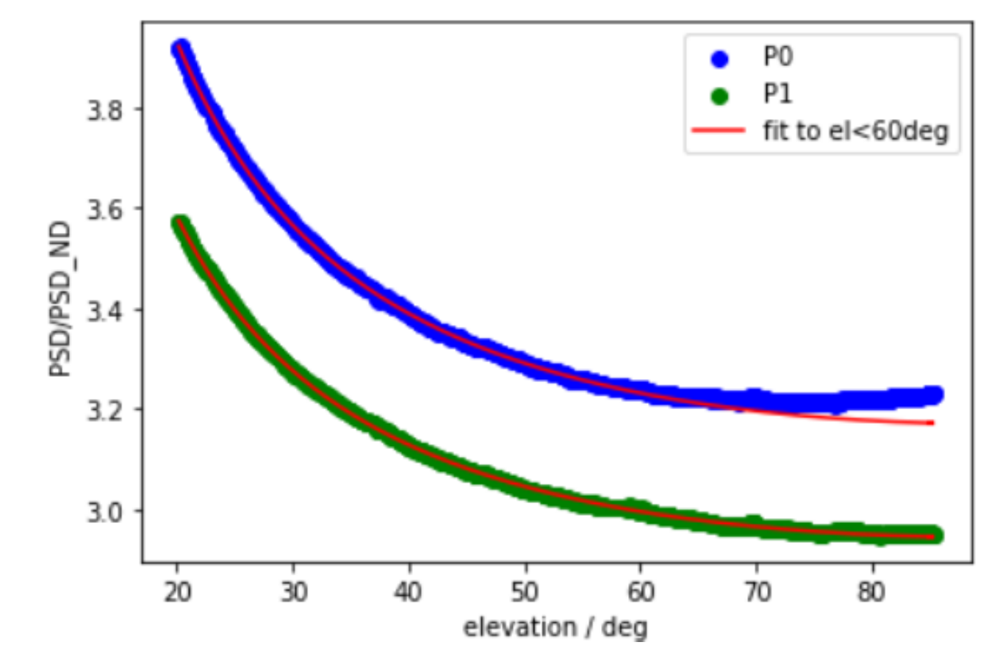 P0
P1
fit to el<60deg
3.8
3.6
3.4
3.2
3.0
PSD/PSD_ND
20 30 40 50 60 70 80
elevation / deg